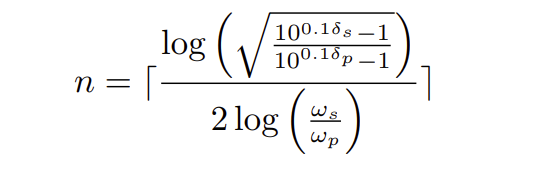 n = ⌈ log ( √( (10^{0.1δ_s} − 1) / (10^{0.1δ_p} − 1) ) ) / ( 2 log ( ω_s / ω_p ) ) ⌉